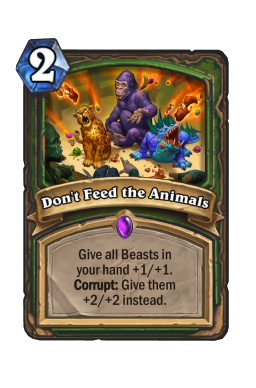 2
Don't Feed the Animals
Give all Beasts in
your hand +1/+1.
Corrupt: Give them
+2/+2 instead.